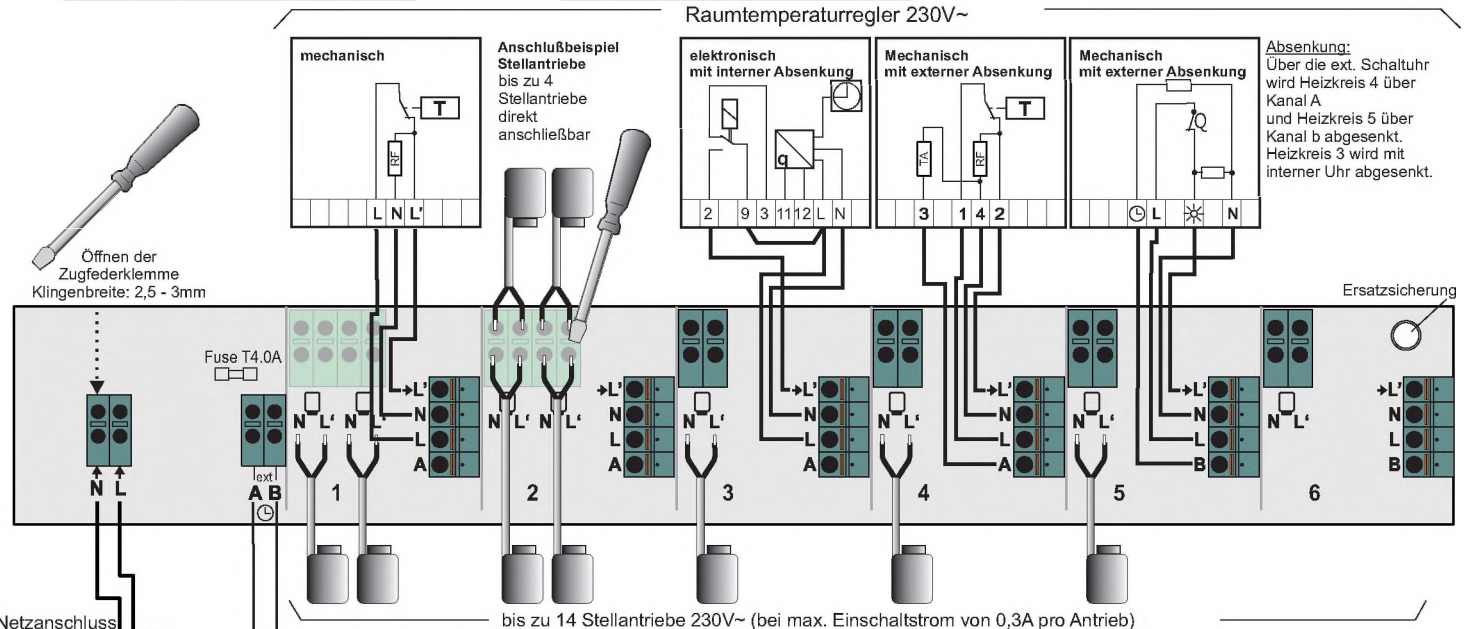 Raumtemperaturregler 230V~
mechanisch
T
RF
L N L'
Anschlußbeispiel
Stellantriebe
bis zu 4
Stellantriebe
direkt
anschließbar
elektronisch
mit interner Absenkung
q
2 9 3 11 12 L N
Mechanisch
mit externer Absenkung
T
TA
RF
3 1 4 2
Mechanisch
mit externer Absenkung
L N
Absenkung:
Über die ext. Schaltuhr
wird Heizkreis 4 über
Kanal A
und Heizkreis 5 über
Kanal b abgesenkt.
Heizkreis 3 wird mit
interner Uhr abgesenkt.
Öffnen der
Zugfederklemme
Klingenbreite: 2,5 - 3mm
Ersatzsicherung
Fuse T4.0A
N L
ext
A B
N L' N L'
1
L'
N
L
A
N L' N L'
2
L'
N
L
A
N L'
3
L'
N
L
A
N L'
4
L'
N
L
A
N L'
5
L'
N
L
B
N L'
6
L'
N
L
B
Netzanschluss
bis zu 14 Stellantriebe 230V~ (bei max. Einschaltstrom von 0,3A pro Antrieb)